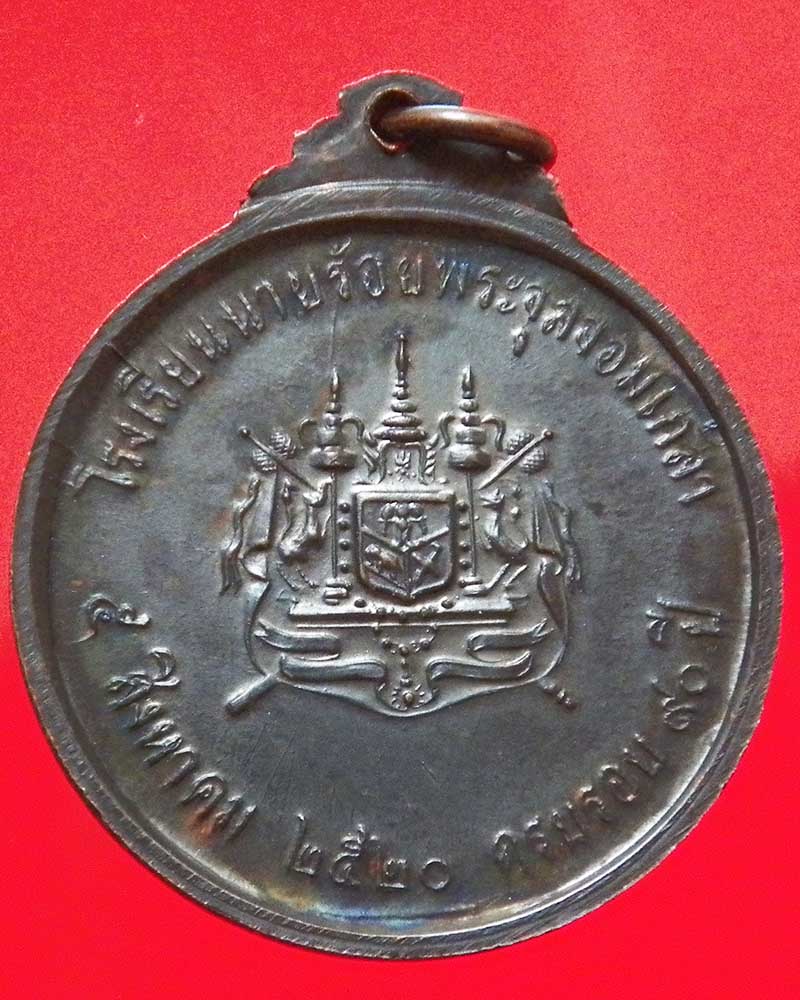 โรงเรียนนายร้อยพระจุลจอมเกล้า
๕ สิงหาคม ๒๕๒๐ ครบรอบ ๙๐ ปี